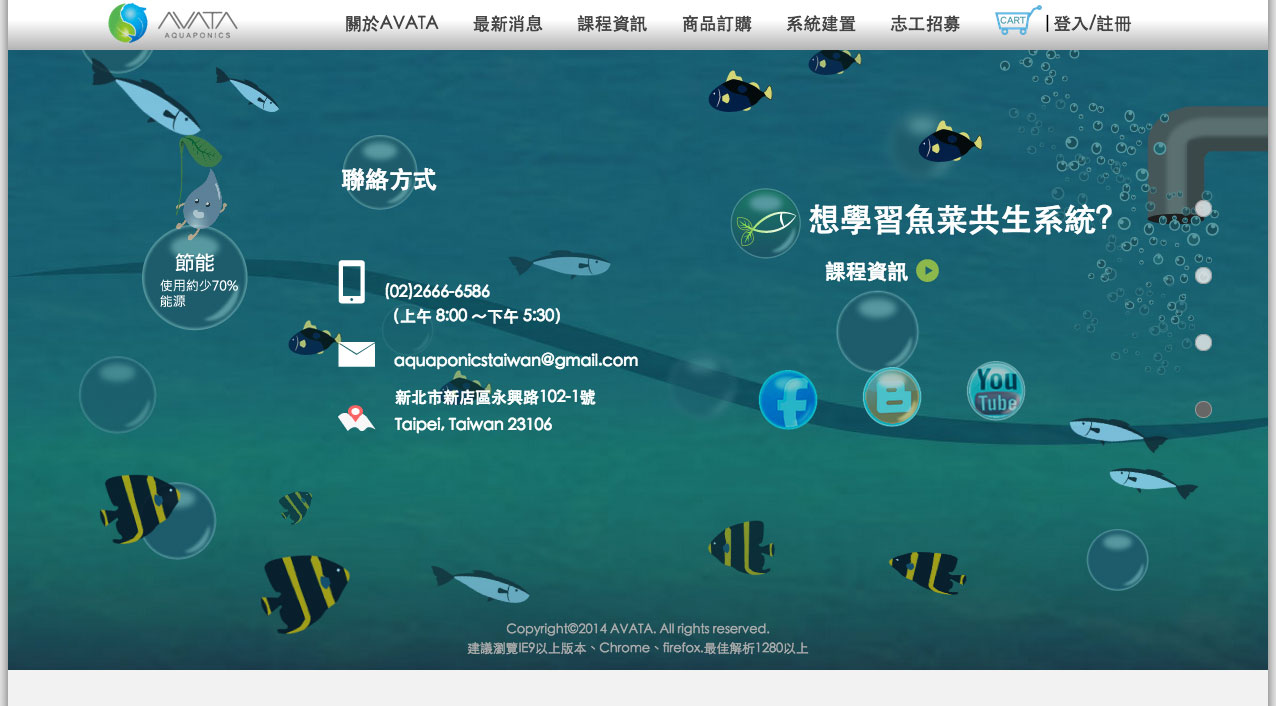 AVATA
AQUAPONICS
關於AVATA
最新消息
課程資訊
商品訂購
系統建置
志工招募
CART
登入/註冊
節能
使用約少70%
能源
聯絡方式
(02)2666-6586
(上午 8:00 ～下午 5:30)
aquaponicstaiwan@gmail.com
新北市新店區永興路102-1號
Taipei, Taiwan 23106
想學習魚菜共生系統?
課程資訊
You
Tube
Copyright©2014 AVATA. All rights reserved.
建議瀏覽IE9以上版本、Chrome、firefox.最佳解析1280以上